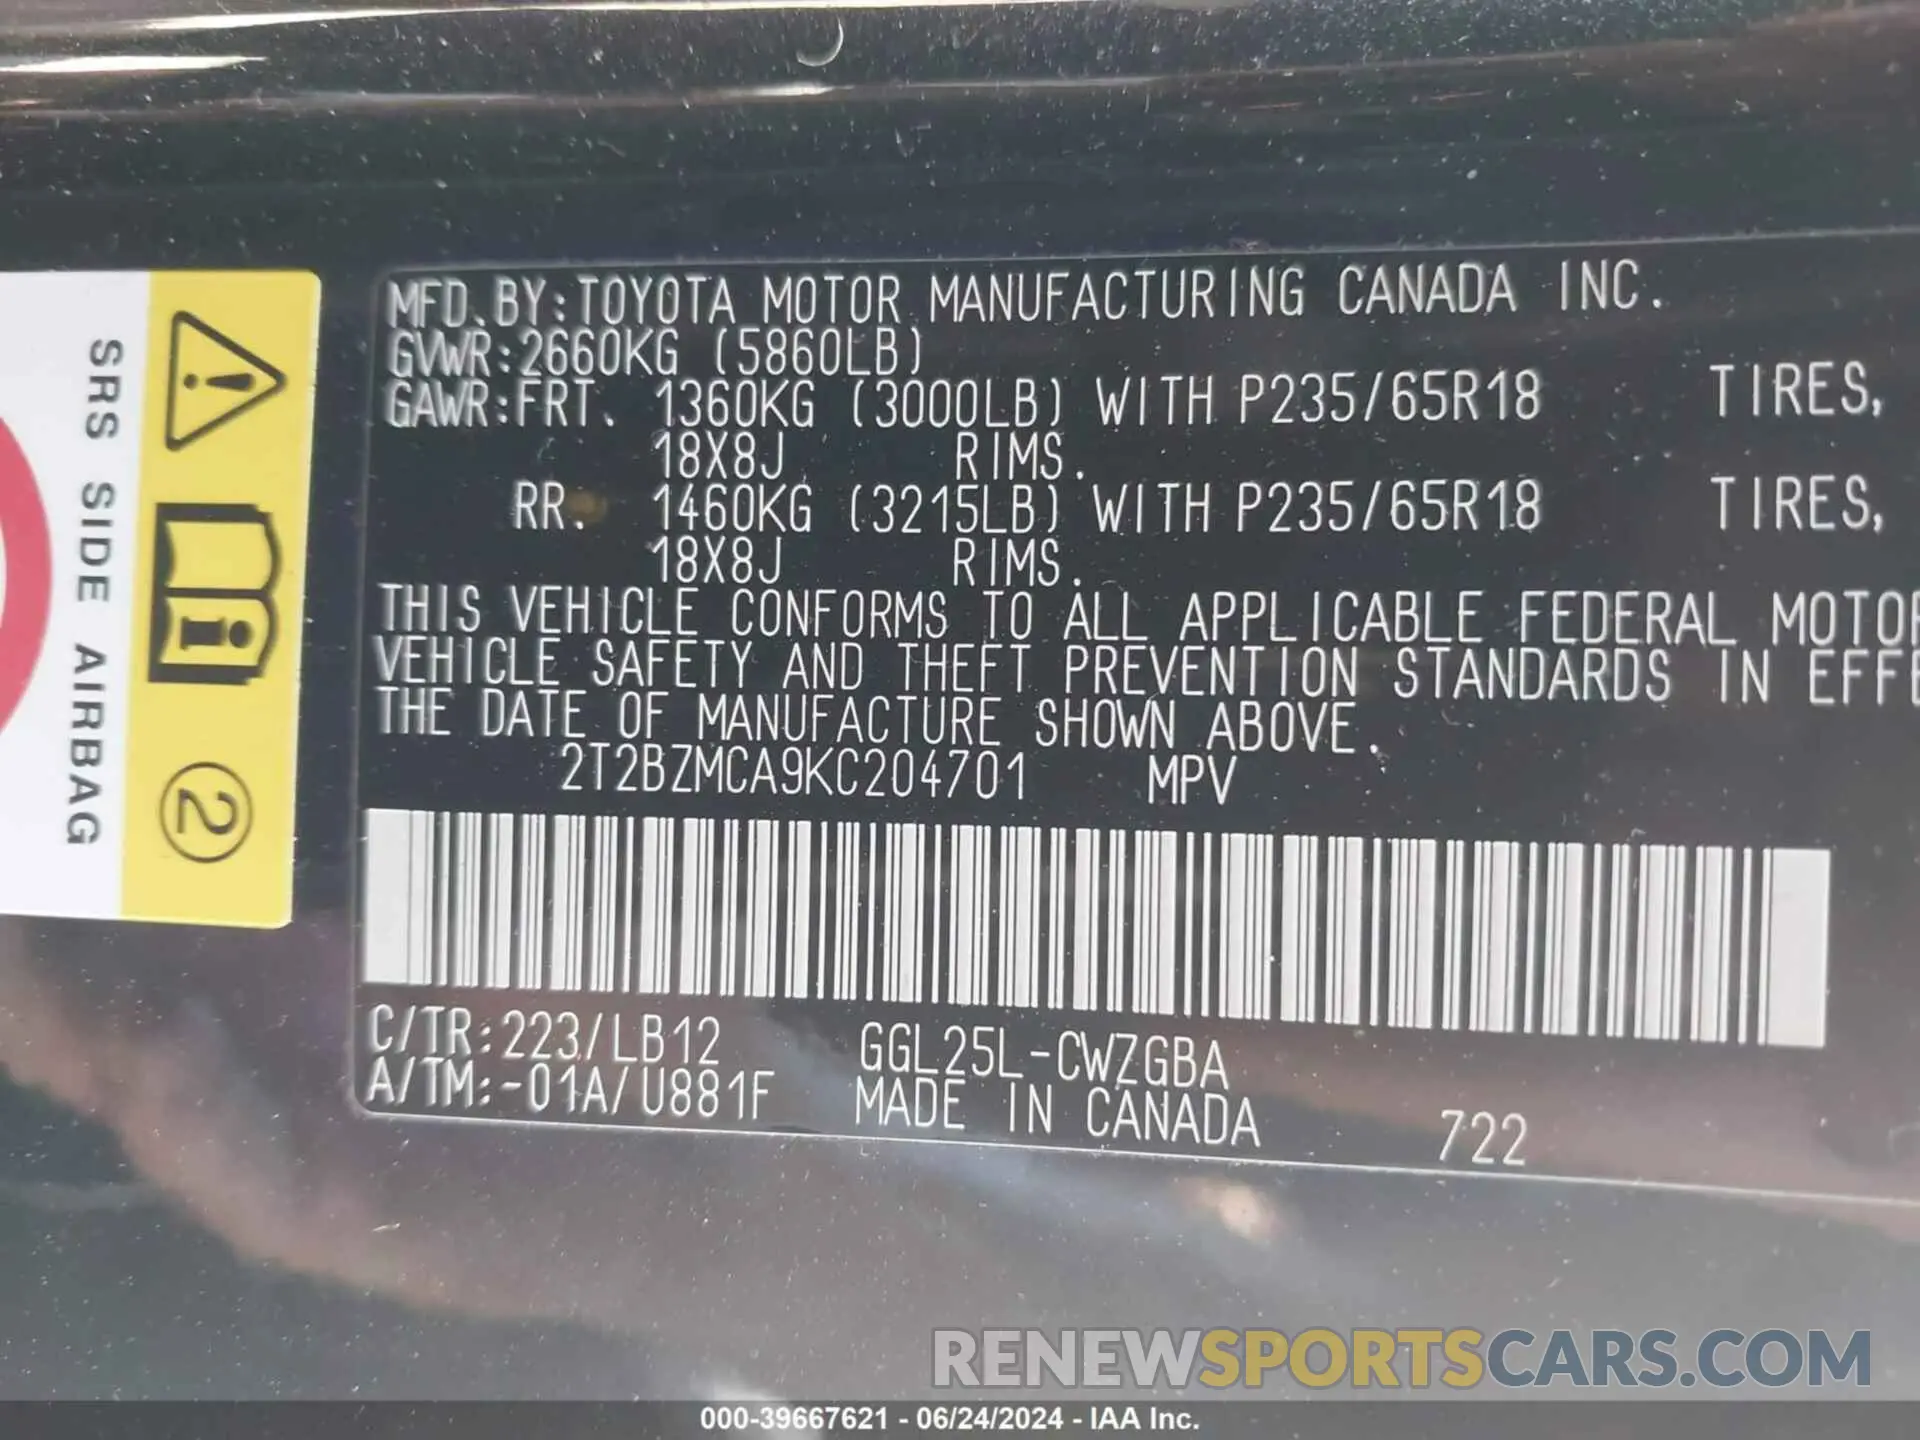 MFD.BY:TOYOTA MOTOR MANUFACTURING CANADA INC.
GVWR:2660KG (5860LB)
GAWR:FRT. 1360KG (3000LB) WITH P235/65R18 TIRES,
18X8J RIMS.
RR. 1460KG (3215LB) WITH P235/65R18 TIRES,
18X8J RIMS.
THIS VEHICLE CONFORMS TO ALL APPLICABLE FEDERAL MOTOR
VEHICLE SAFETY AND THEFT PREVENTION STANDARDS IN EFFE
THE DATE OF MANUFACTURE SHOWN ABOVE.
2T2BZMCA9KC204701 MPV
C/TR:223/LB12 GGL25L-CWZGBA
A/TM:-01A/U881F MADE IN CANADA 722
SRS SIDE AIRBAG
2
RENEWSPORTSCARS.COM
000-39667621 - 06/24/2024 - IAA Inc.